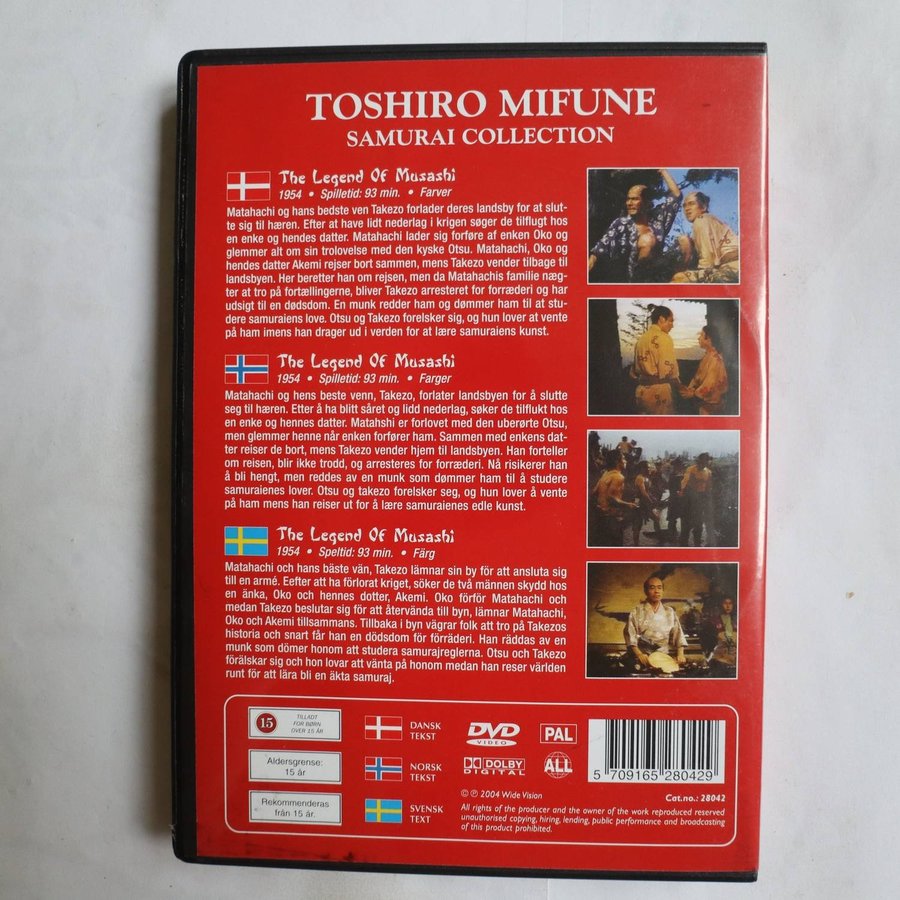 TOSHIRO MIFUNE
SAMURAI COLLECTION
The Legend Of Musashi
1954 • Spilletid: 93 min. • Farver
Matahachi og hans bedste ven Takezo forlader deres landsby for at slut-
te sig til hæren. Efter at have lidt nederlag i krigen søger de tilflugt hos
en enke og hendes datter. Matahachi lader sig forføre af enken Oko og
glemmer alt om sin trolovelse med den kyske Otsu. Matahachi, Oko og
hendes datter Akemi rejser bort sammen, mens Takezo vender tilbage til
landsbyen. Her beretter han om rejsen, men da Matahachis familie næg-
ter at tro på fortællingerne, bliver Takezo arresteret for forræderi og har
udsigt til en dødsdom. En munk redder ham og dømmer ham til at stu-
dere samuraiens love. Otsu og Takezo forelsker sig, og hun lover at vente
på ham imens han drager ud i verden for at lære samuraiens kunst.
The Legend Of Musashi
1954 • Spilletid: 93 min. • Farger
Matahachi og hens beste venn, Takezo, forlater landsbyen for å slutte
seg til hæren. Etter å ha blitt såret og lidd nederlag, søker de tilflukt hos
en enke og hennes datter. Matahshi er forlovet med den uberørte Otsu,
men glemmer henne når enken forfører ham. Sammen med enkens dat-
ter reiser de bort, mens Takezo vender hjem til landsbyen. Han forteller
om reisen, blir ikke trodd, og arresteres for forræderi. Nå risikerer han
å bli hengt, men reddes av en munk som dømmer ham til å studere
samuraienes lover. Otsu og takezo forelsker seg, og hun lover å vente
på ham mens han reiser ut for å lære samuraienes edle kunst.
The Legend Of Musashi
1954 • Speltid: 93 min. • Färg
Matahachi och hans bäste vän, Takezo lämnar sin by för att ansluta sig
till en armé. Eefter att ha förlorat kriget, söker de två männen skydd hos
en änka, Oko och hennes dotter, Akemi. Oko förför Matahachi och
medan Takezo beslutar sig för att återvända till byn, lämnar Matahachi,
Oko och Akemi tillsammans. Tillbaka i byn vägrar folk att tro på Takezos
historia och snart får han en dödsdom för förräderi. Han räddas av en
munk som dömer honom att studera samurajreglerna. Otsu och Takezo
förälskar sig och hon lovar att vänta på honom medan han reser världen
runt för att lära bli en äkta samuraj.
15
TILLADT
FOR BØRN
OVER 15 ÅR
Aldersgrense:
15 år
Rekommenderas
från 15 år.
DANSK
TEKST
NORSK
TEKST
SVENSK
TEXT
DVD
VIDEO
PAL
DOLBY
DIGITAL
ALL
5 709165 280429
© ℗ 2004 Wide Vision
Cat.no.: 28042
All rights of the producer and the owner of the work reproduced reserved
unauthorised copying, hiring, lending, public performance and broadcasting
of this product prohibited.